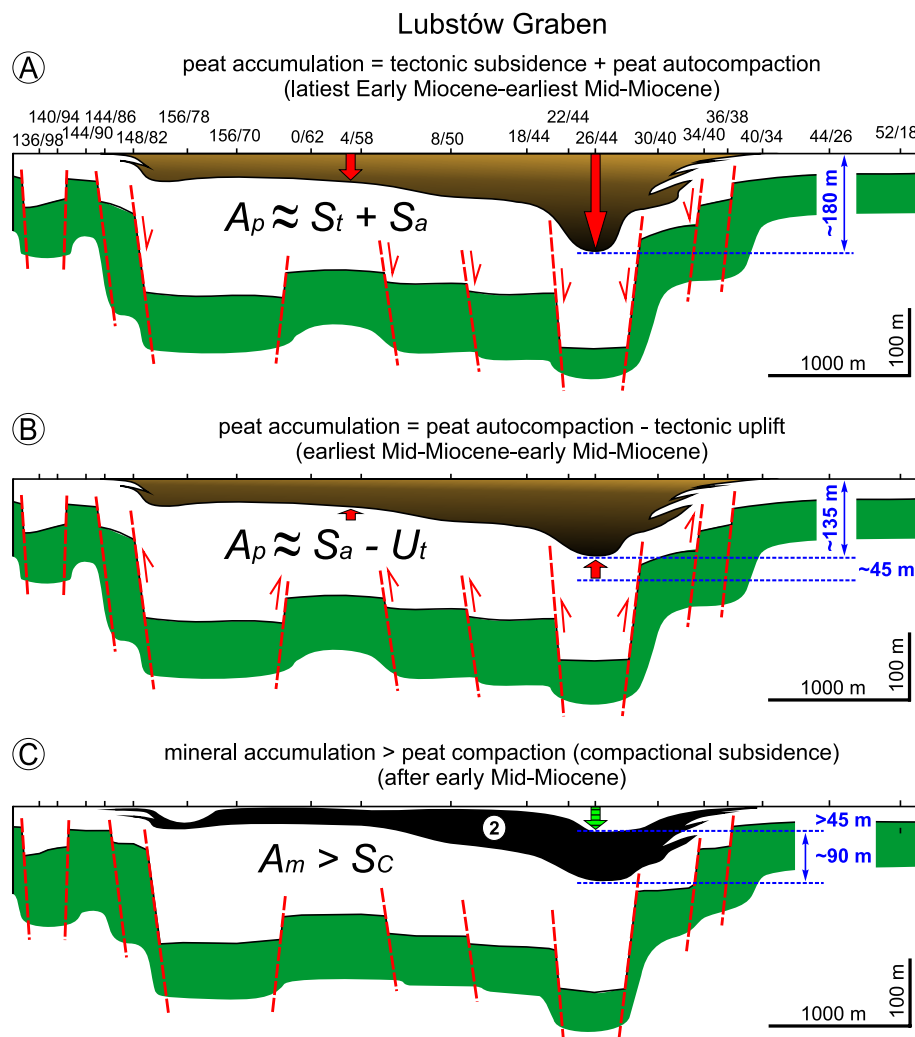 Lubstów Graben
A
peat accumulation = tectonic subsidence + peat autocompaction
(latiest Early Miocene-earliest Mid-Miocene)
140/94 144/86 156/78 22/44 36/38
136/98 144/90 148/82 156/70 0/62 4/58 8/50 18/44 26/44 30/40 34/40 40/34 44/26 52/18
Ap ≈ St + Sa
~180 m
1000 m
100 m
B
peat accumulation = peat autocompaction - tectonic uplift
(earliest Mid-Miocene-early Mid-Miocene)
Ap ≈ Sa - Ut
~135 m
~45 m
1000 m
100 m
C
mineral accumulation > peat compaction (compactional subsidence)
(after early Mid-Miocene)
2
>45 m
~90 m
Am > SC
1000 m
100 m